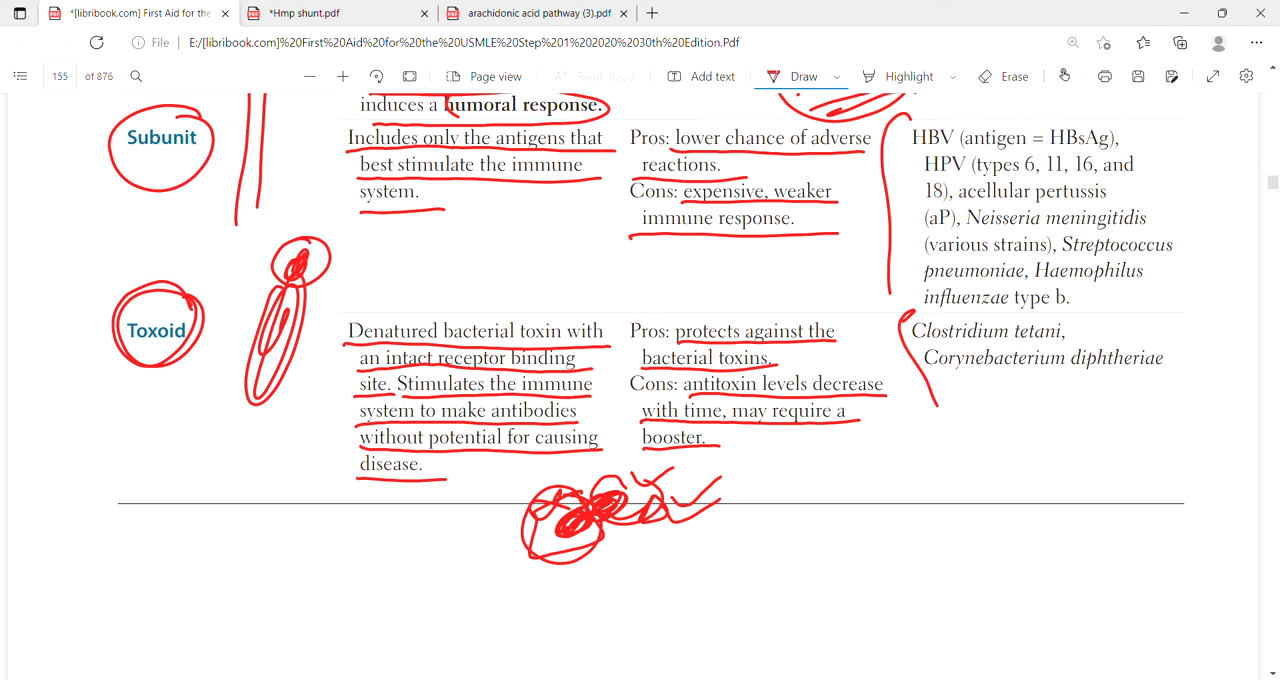 *[libribook.com] First Aid for the
*Hmp shunt.pdf
arachidonic acid pathway (3).pdf
File
E:/[libribook.com]%20First%20Aid%20for%20the%20USMLE%20Step%201%202020%2030th%20Edition.Pdf
155 of 876
Page view
Read aloud
Add text
Draw
Highlight
Erase
induces a humoral response.
Subunit
Includes only the antigens that
best stimulate the immune
system.
Pros: lower chance of adverse
reactions.
Cons: expensive, weaker
immune response.
HBV (antigen = HBsAg),
HPV (types 6, 11, 16, and
18), acellular pertussis
(aP), Neisseria meningitidis
(various strains), Streptococcus
pneumoniae, Haemophilus
influenzae type b.
Toxoid
Denatured bacterial toxin with
an intact receptor binding
site. Stimulates the immune
system to make antibodies
without potential for causing
disease.
Pros: protects against the
bacterial toxins.
Cons: antitoxin levels decrease
with time, may require a
booster.
Clostridium tetani,
Corynebacterium diphtheriae